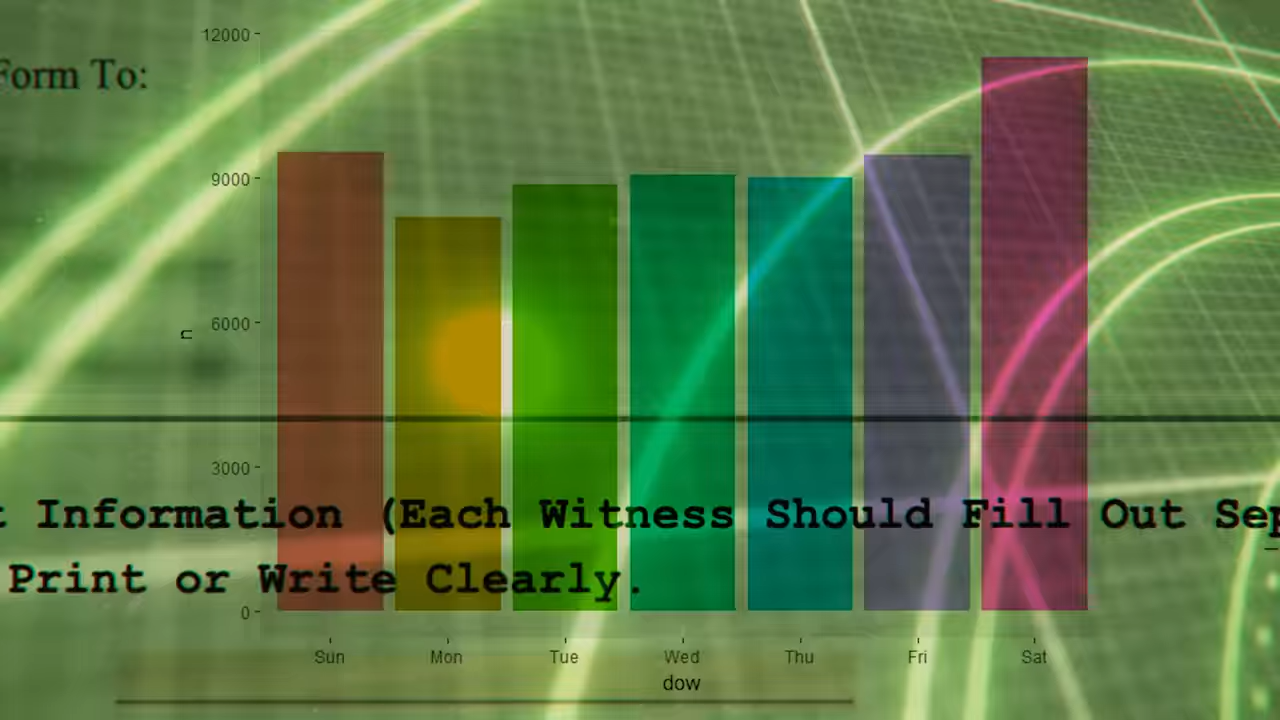 12000
Form To:
9000
6000
n
3000
t Information (Each Witness Should Fill Out Sep
Print or Write Clearly.
0
Sun Mon Tue Wed Thu Fri Sat
dow